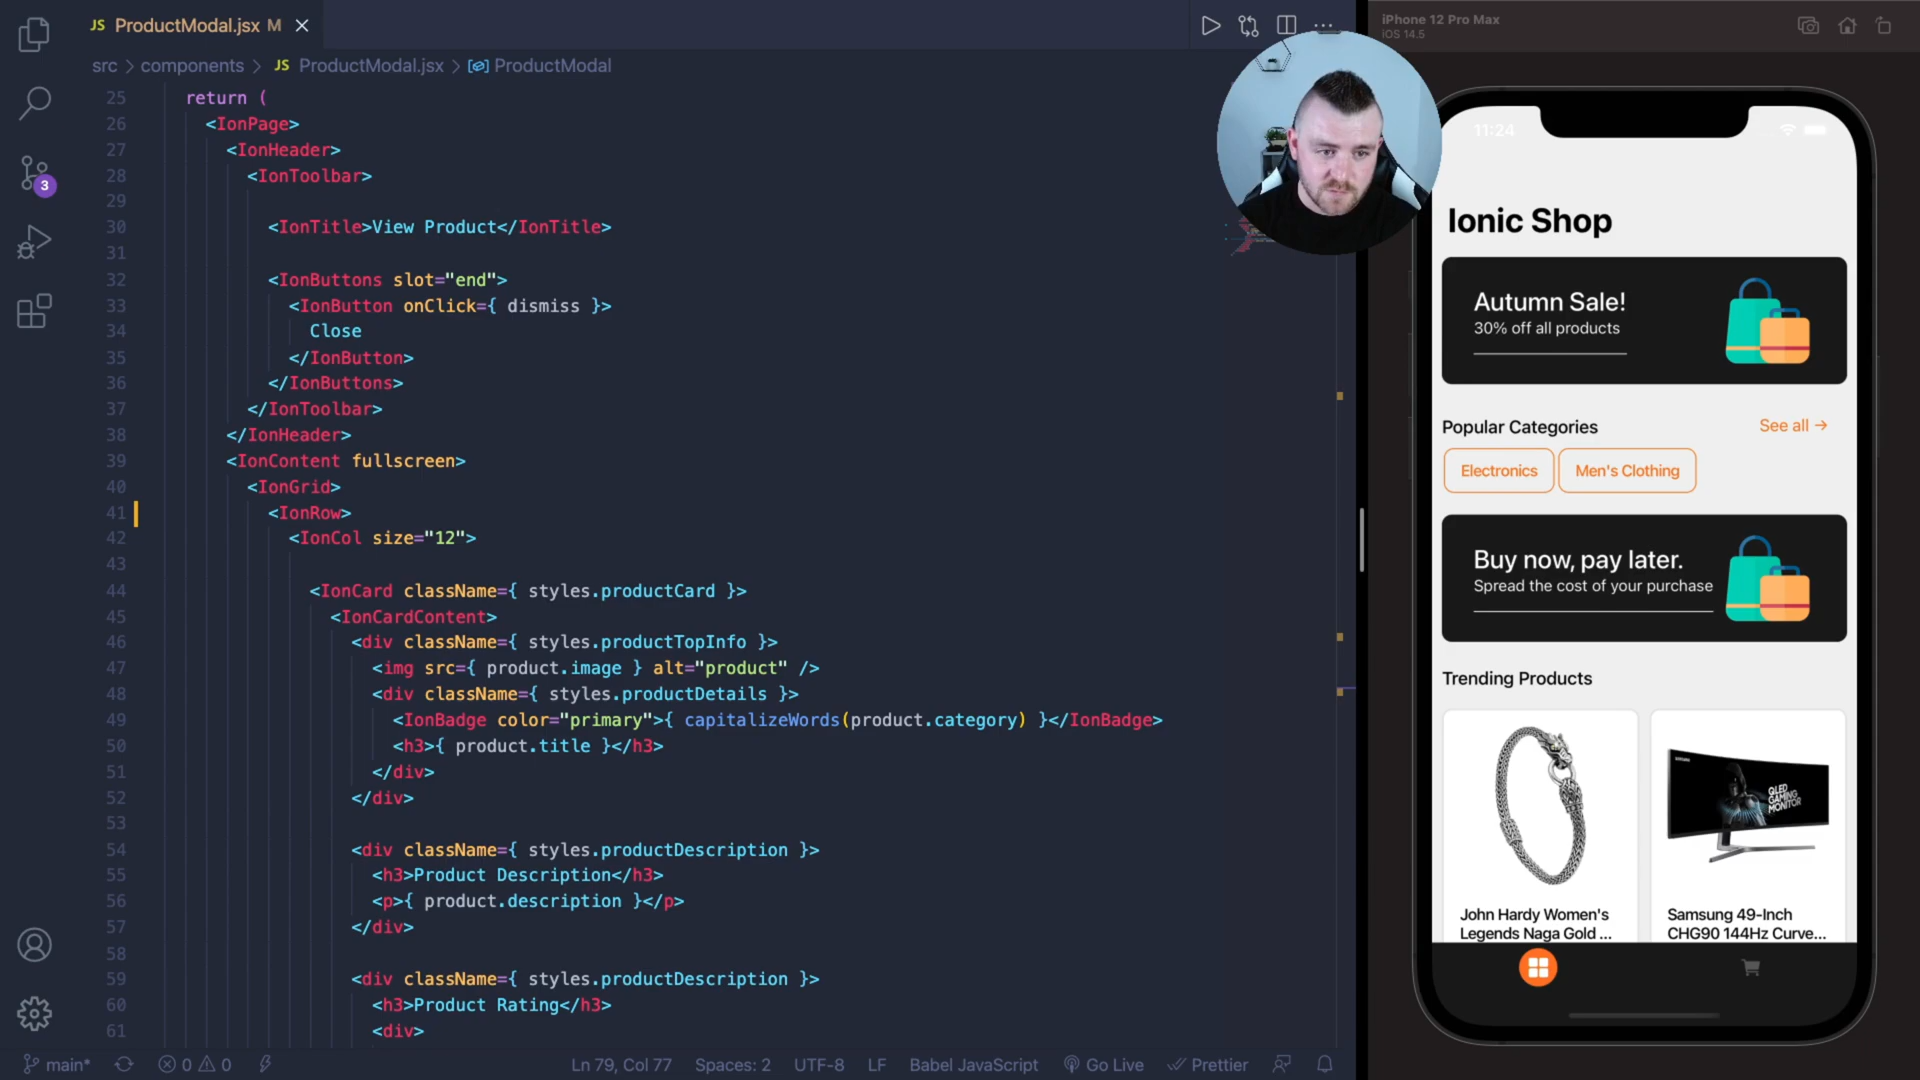 JS ProductModal.jsx M
src > components > JS ProductModal.jsx > ProductModal
25 return (
26 <IonPage>
27 <IonHeader>
28 <IonToolbar>
29
30 <IonTitle>View Product</IonTitle>
31
32 <IonButtons slot="end">
33 <IonButton onClick={ dismiss }>
34 Close
35 </IonButton>
36 </IonButtons>
37 </IonToolbar>
38 </IonHeader>
39 <IonContent fullscreen>
40 <IonGrid>
41 <IonRow>
42 <IonCol size="12">
43
44 <IonCard className={ styles.productCard }>
45 <IonCardContent>
46 <div className={ styles.productTopInfo }>
47 <img src={ product.image } alt="product" />
48 <div className={ styles.productDetails }>
49 <IonBadge color="primary">{ capitalizeWords(product.category) }</IonBadge>
50 <h3>{ product.title }</h3>
51 </div>
52 </div>
53
54 <div className={ styles.productDescription }>
55 <h3>Product Description</h3>
56 <p>{ product.description }</p>
57 </div>
58
59 <div className={ styles.productDescription }>
60 <h3>Product Rating</h3>
61 <div>
3
main* 0 0 Ln 79, Col 77 Spaces: 2 UTF-8 LF Babel JavaScript Go Live Prettier
iPhone 12 Pro Max
iOS 14.5
11:24
Ionic Shop
Autumn Sale!
30% off all products
Popular Categories See all →
Electronics Men's Clothing
Buy now, pay later.
Spread the cost of your purchase
Trending Products
SAMSUNG
QLED
GAMING
MONITOR
John Hardy Women's
Legends Naga Gold ...
Samsung 49-Inch
CHG90 144Hz Curve...